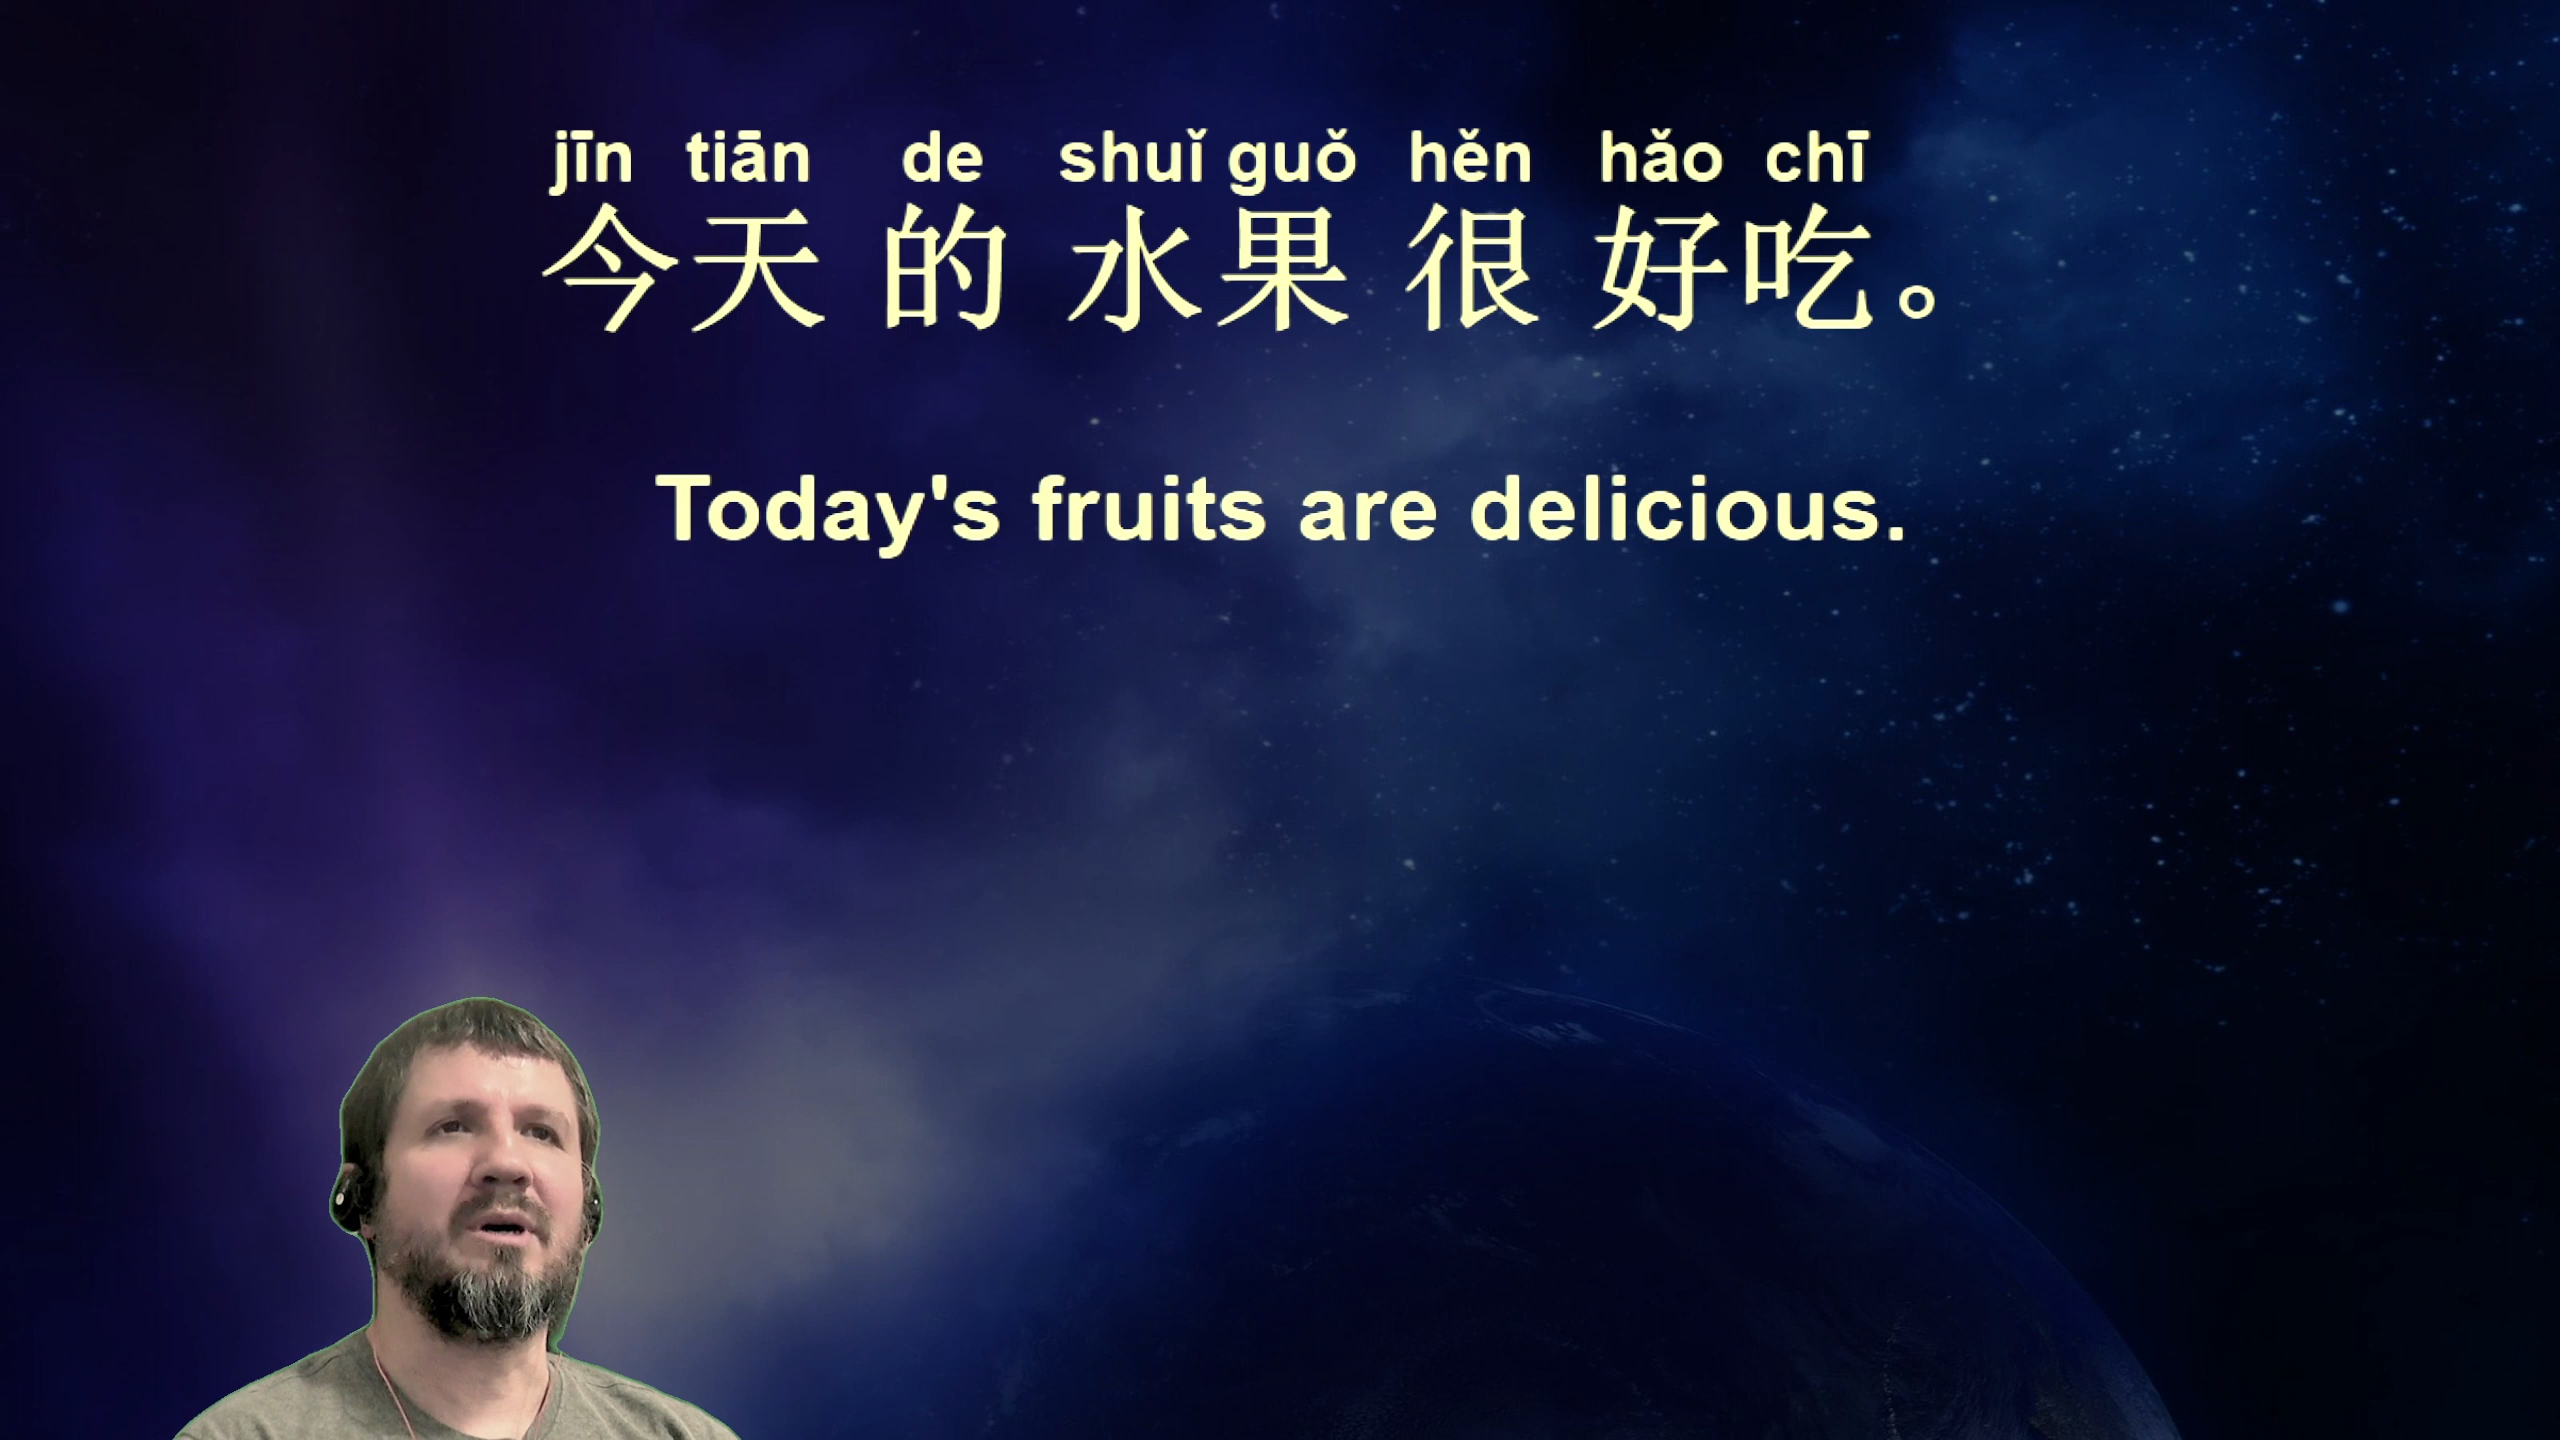 jīn tiān de shuǐ guǒ hěn hǎo chī
今天 的 水果 很 好吃。
Today's fruits are delicious.